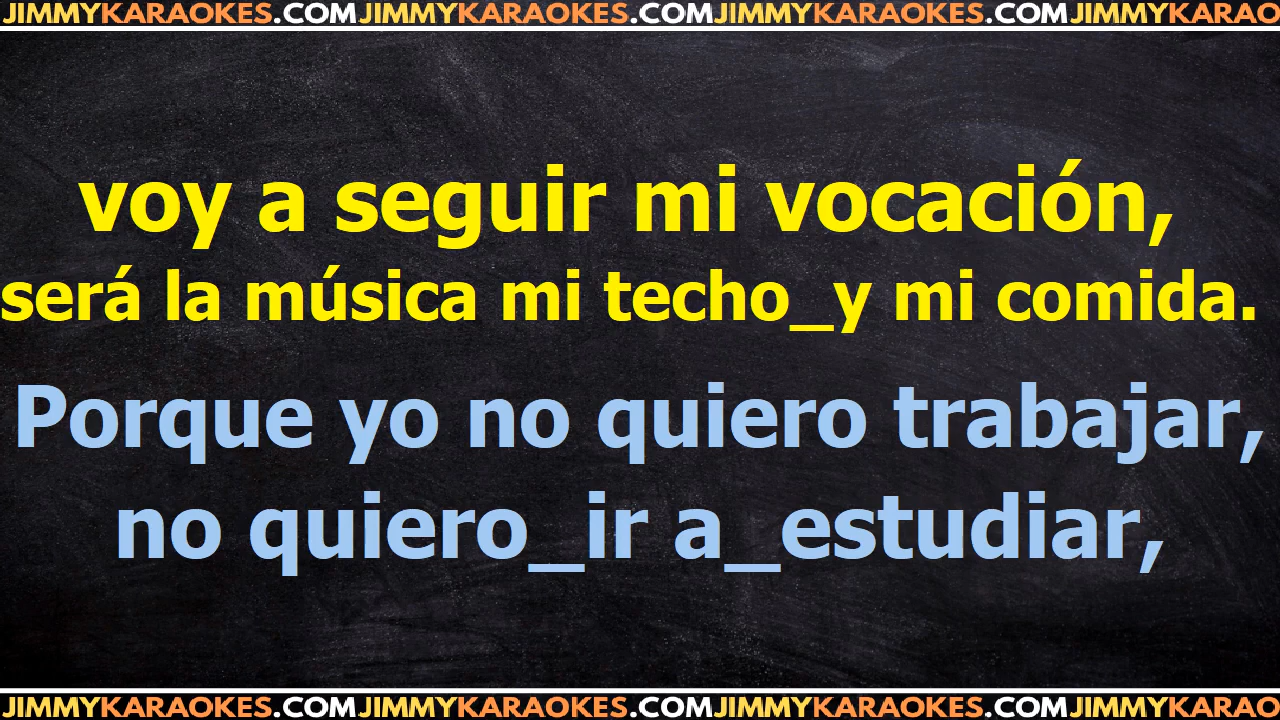 JIMMYKARAOKES.COMJIMMYKARAOKES.COMJIMMYKARAOKES.COMJIMMYKARAO
voy a seguir mi vocación,
será la música mi techo_y mi comida.
Porque yo no quiero trabajar,
no quiero_ir a_estudiar,
JIMMYKARAOKES.COMJIMMYKARAOKES.COMJIMMYKARAOKES.COMJIMMYKARAO